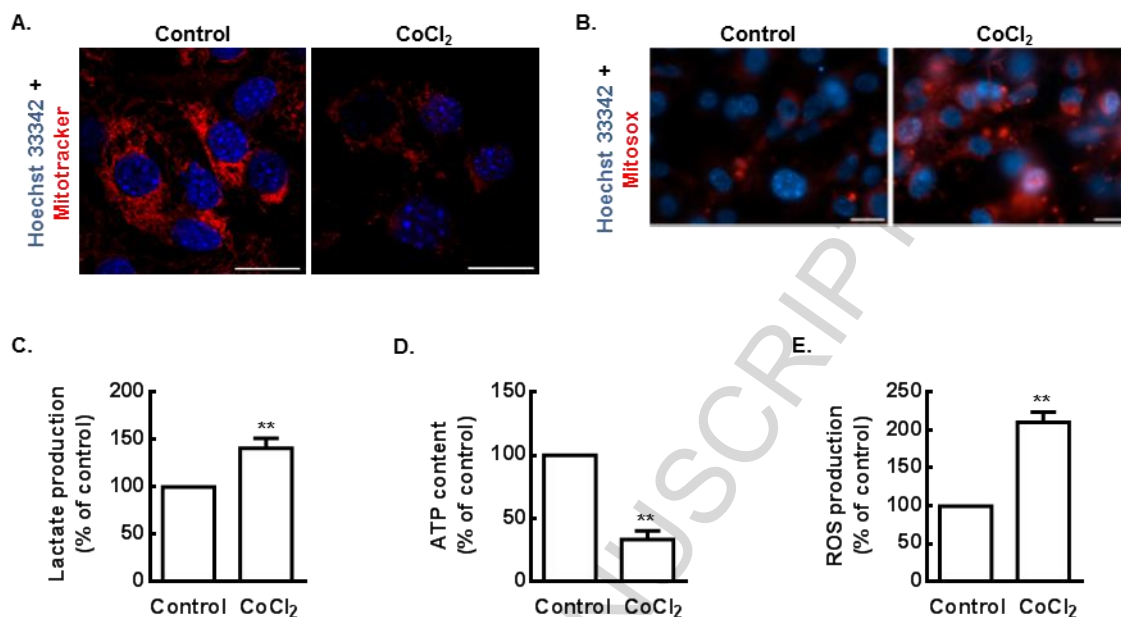 A.
Control
CoCl₂
Hoechst 33342 +
Mitotracker
B.
Control
CoCl₂
Hoechst 33342 +
Mitosox
C.
Lactate production
(% of control)
200
150
100
50
0
**
Control CoCl₂
D.
ATP content
(% of control)
150
100
50
0
**
Control CoCl₂
E.
ROS production
(% of control)
250
200
150
100
50
0
**
Control CoCl₂